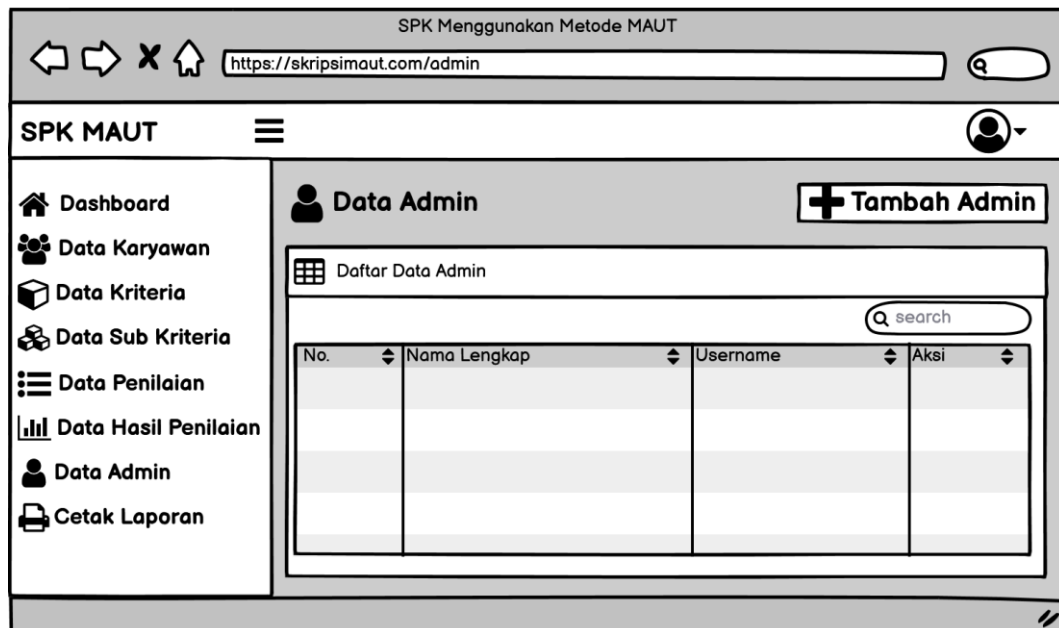 SPK Menggunakan Metode MAUT
https://skripsimaut.com/admin
SPK MAUT
Dashboard
Data Karyawan
Data Kriteria
Data Sub Kriteria
Data Penilaian
Data Hasil Penilaian
Data Admin
Cetak Laporan
Data Admin
Tambah Admin
Daftar Data Admin
search
No. Nama Lengkap Username Aksi